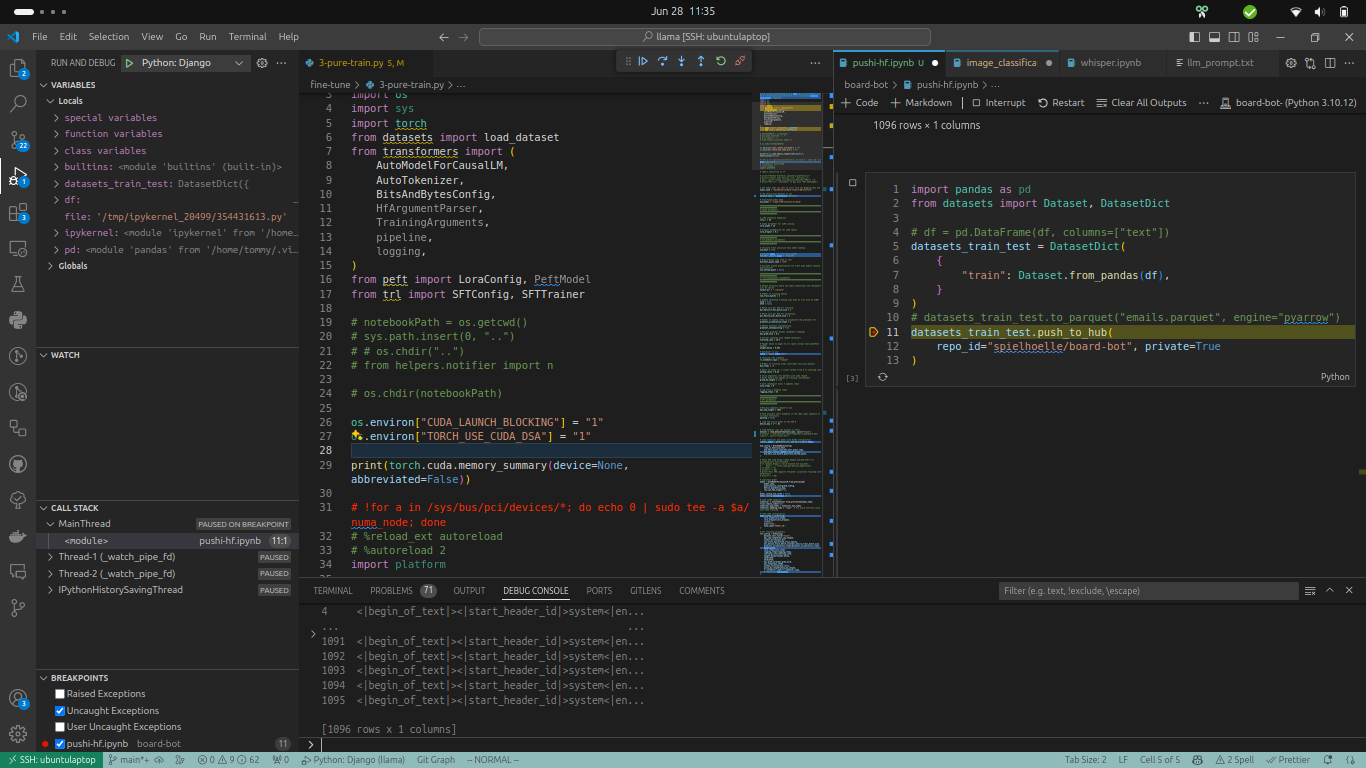 Jun 28 11:35
File Edit Selection View Go Run Terminal Help
llama [SSH: ubuntulaptop]
RUN AND DEBUG Python: Django
VARIABLES
Locals
special variables
function variables
class variables
builtins: <module 'builtins' (built-in)>
datasets_train_test: DatasetDict({
df: …
file: '/tmp/ipykernel_20499/354431613.py'
ipykernel: <module 'ipykernel' from '/home…
pd: <module 'pandas' from '/home/tommy/.vi…
Globals
WATCH
CALL STACK
MainThread PAUSED ON BREAKPOINT
<module> pushi-hf.ipynb 11:1
Thread-1 (_watch_pipe_fd) PAUSED
Thread-2 (_watch_pipe_fd) PAUSED
IPythonHistorySavingThread PAUSED
BREAKPOINTS
Raised Exceptions
Uncaught Exceptions
User Uncaught Exceptions
pushi-hf.ipynb board-bot 11
2
22
1
3
3
3-pure-train.py 5, M
fine-tune > 3-pure-train.py > …
3 import os
4 import sys
5 import torch
6 from datasets import load_dataset
7 from transformers import (
8 AutoModelForCausalLM,
9 AutoTokenizer,
10 BitsAndBytesConfig,
11 HfArgumentParser,
12 TrainingArguments,
13 pipeline,
14 logging,
15 )
16 from peft import LoraConfig, PeftModel
17 from trl import SFTConfig, SFTTrainer
18
19 # notebookPath = os.getcwd()
20 # sys.path.insert(0, "..")
21 # # os.chdir("..")
22 # from helpers.notifier import n
23
24 # os.chdir(notebookPath)
25
26 os.environ["CUDA_LAUNCH_BLOCKING"] = "1"
27 .environ["TORCH_USE_CUDA_DSA"] = "1"
28
29 print(torch.cuda.memory_summary(device=None,
abbreviated=False))
30
31 # !for a in /sys/bus/pci/devices/*; do echo 0 | sudo tee -a $a/
numa_node; done
32 # %reload_ext autoreload
33 # %autoreload 2
34 import platform
pushi-hf.ipynb U image_classifica whisper.ipynb llm_prompt.txt
board-bot > pushi-hf.ipynb > …
Code Markdown Interrupt Restart Clear All Outputs … board-bot- (Python 3.10.12)
1096 rows × 1 columns
1 import pandas as pd
2 from datasets import Dataset, DatasetDict
3
4 # df = pd.DataFrame(df, columns=["text"])
5 datasets_train_test = DatasetDict(
6 {
7 "train": Dataset.from_pandas(df),
8 }
9 )
10 # datasets_train_test.to_parquet("emails.parquet", engine="pyarrow")
11 datasets_train_test.push_to_hub(
12 repo_id="spielhoelle/board-bot", private=True
13 )
[3] Python
TERMINAL PROBLEMS 71 OUTPUT DEBUG CONSOLE PORTS GITLENS COMMENTS
Filter (e.g. text, !exclude, \escape)
4 <|begin_of_text|><|start_header_id|>system<|en...
... ...
1091 <|begin_of_text|><|start_header_id|>system<|en...
1092 <|begin_of_text|><|start_header_id|>system<|en...
1093 <|begin_of_text|><|start_header_id|>system<|en...
1094 <|begin_of_text|><|start_header_id|>system<|en...
1095 <|begin_of_text|><|start_header_id|>system<|en...
[1096 rows x 1 columns]
SSH: ubuntulaptop main*+ 0 9 62 0 Python: Django (llama) Git Graph -- NORMAL -- Tab Size: 2 LF Cell 5 of 5 2 Spell Prettier